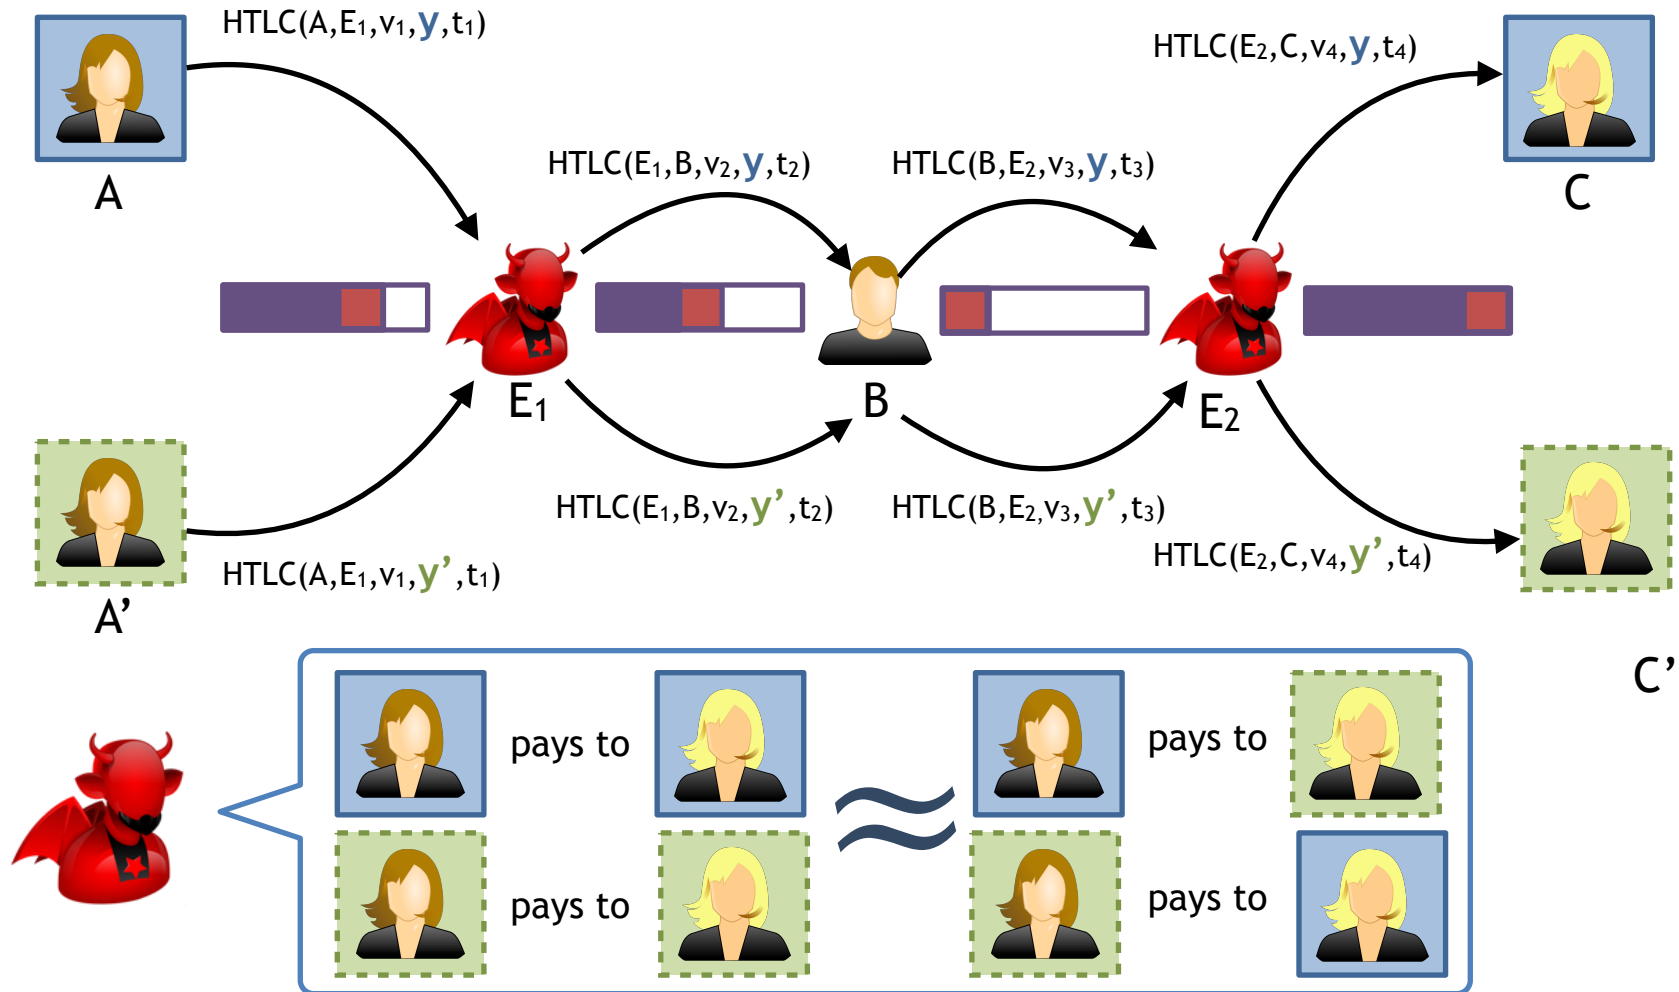 HTLC(A,E₁,v₁,y,t₁)
HTLC(E₂,C,v₄,y,t₄)
HTLC(E₁,B,v₂,y,t₂)
HTLC(B,E₂,v₃,y,t₃)
A
C
E₁
B
E₂
HTLC(E₁,B,v₂,y',t₂)
HTLC(B,E₂,v₃,y',t₃)
HTLC(A,E₁,v₁,y',t₁)
HTLC(E₂,C,v₄,y',t₄)
A'
C'
pays to
≈
pays to
pays to
pays to